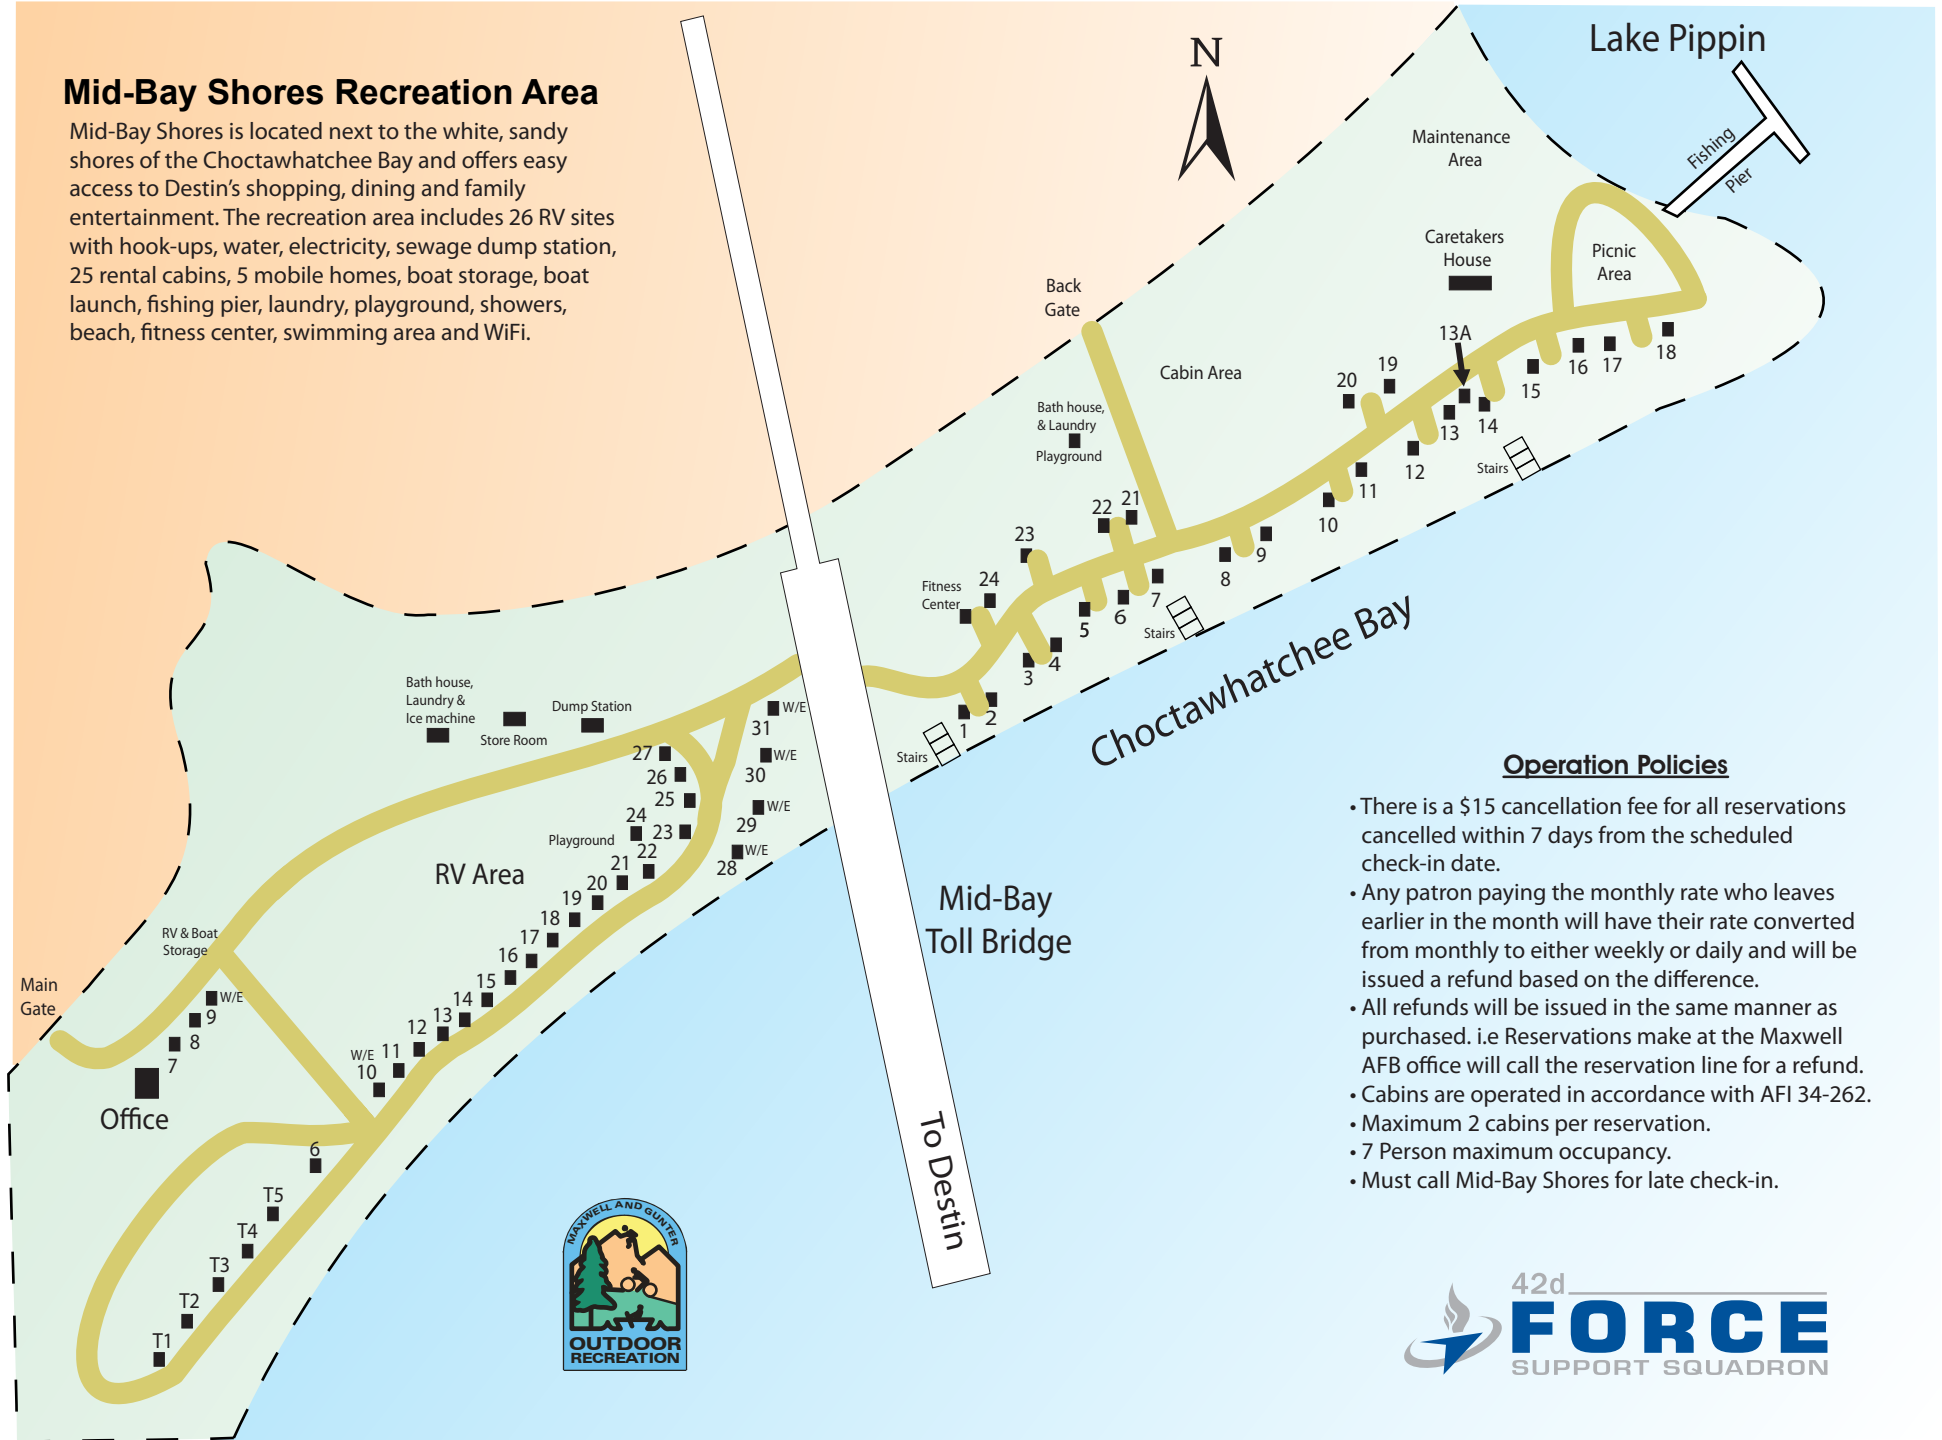 Mid-Bay Shores Recreation Area
Mid-Bay Shores is located next to the white, sandy
shores of the Choctawhatchee Bay and offers easy
access to Destin's shopping, dining and family
entertainment. The recreation area includes 26 RV sites
with hook-ups, water, electricity, sewage dump station,
25 rental cabins, 5 mobile homes, boat storage, boat
launch, fishing pier, laundry, playground, showers,
beach, fitness center, swimming area and WiFi.
N
Lake Pippin
Fishing
Pier
Maintenance
Area
Caretakers
House
Picnic
Area
Back
Gate
Cabin Area
Bath house,
& Laundry
Playground
13A
20
19
18
17
16
15
14
13
12
11
10
9
8
7
6
5
4
3
2
1
21
22
23
24
Fitness
Center
Stairs
Stairs
Stairs
Choctawhatchee Bay
Bath house,
Laundry &
Ice machine
Store Room
Dump Station
31
W/E
30
W/E
29
W/E
28
W/E
27
26
25
24
23
22
21
20
19
18
17
16
15
14
13
12
11
W/E
10
Playground
RV Area
RV & Boat
Storage
Main
Gate
W/E
9
8
7
Office
6
T5
T4
T3
T2
T1
Mid-Bay
Toll Bridge
To Destin
Operation Policies
• There is a $15 cancellation fee for all reservations
cancelled within 7 days from the scheduled
check-in date.
• Any patron paying the monthly rate who leaves
earlier in the month will have their rate converted
from monthly to either weekly or daily and will be
issued a refund based on the difference.
• All refunds will be issued in the same manner as
purchased. i.e Reservations make at the Maxwell
AFB office will call the reservation line for a refund.
• Cabins are operated in accordance with AFI 34-262.
• Maximum 2 cabins per reservation.
• 7 Person maximum occupancy.
• Must call Mid-Bay Shores for late check-in.
MAXWELL AND GUNTER
OUTDOOR
RECREATION
42d
FORCE
SUPPORT SQUADRON